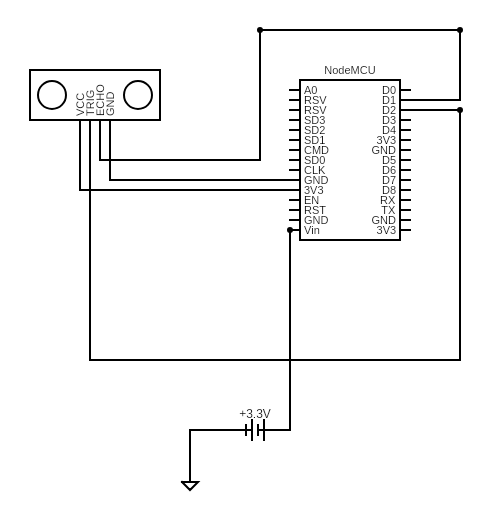 NodeMCU
VCC
TRIG
ECHO
GND
A0 D0
RSV D1
RSV D2
SD3 D3
SD2 D4
SD1 3V3
CMD GND
SD0 D5
CLK D6
GND D7
3V3 D8
EN RX
RST TX
GND GND
Vin 3V3
+3.3V